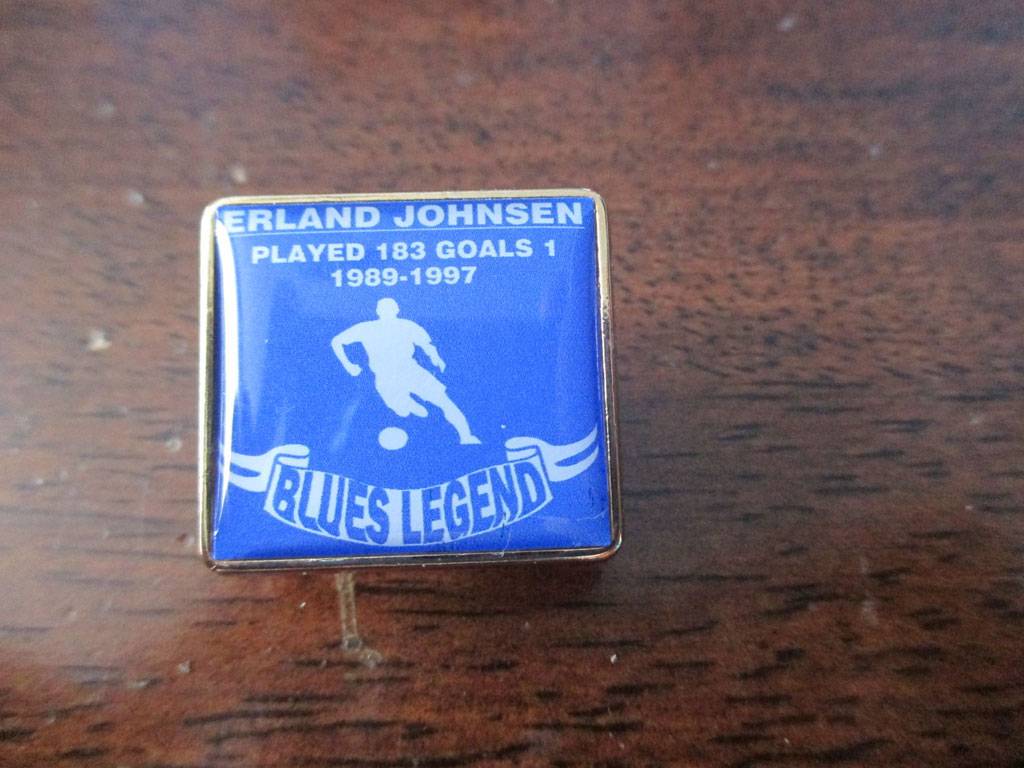 ERLAND JOHNSEN
PLAYED 183 GOALS 1
1989-1997
BLUES LEGEND